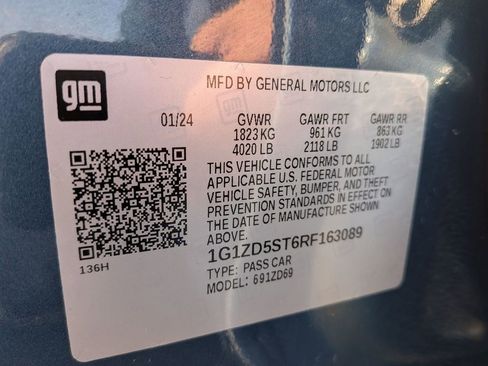 gm
MFD BY GENERAL MOTORS LLC
01/24 GVWR GAWR FRT GAWR RR
1823 KG 961 KG 863 KG
4020 LB 2118 LB 1902 LB
THIS VEHICLE CONFORMS TO ALL
APPLICABLE U.S. FEDERAL MOTOR
VEHICLE SAFETY, BUMPER, AND THEFT
PREVENTION STANDARDS IN EFFECT ON
THE DATE OF MANUFACTURE SHOWN
ABOVE.
136H
1G1ZD5ST6RF163089
TYPE: PASS CAR
MODEL: 691ZD69